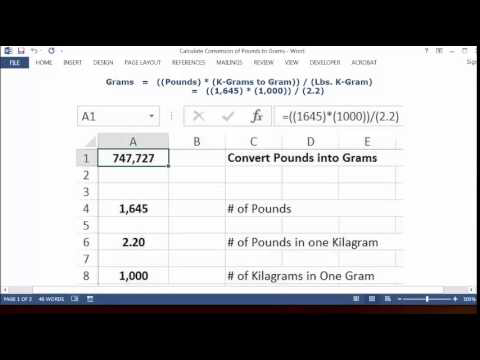 Calculate Conversion of Pounds to Grams - Word
FILE HOME INSERT DESIGN PAGE LAYOUT REFERENCES MAILINGS REVIEW VIEW DEVELOPER ACROBAT
Grams = ((Pounds) * (K-Grams to Gram)) / (Lbs. K-Gram)
= ((1,645) * (1,000)) / (2.2)
A1 fx =((1645)*(1000))/(2.2)
A B C D E
1 747,727 Convert Pounds into Grams
2
3
4 1,645 # of Pounds
5
6 2.20 # of Pounds in one Kilagram
7
8 1,000 # of Kilagrams in One Gram
PAGE 1 OF 2 46 WORDS 100%